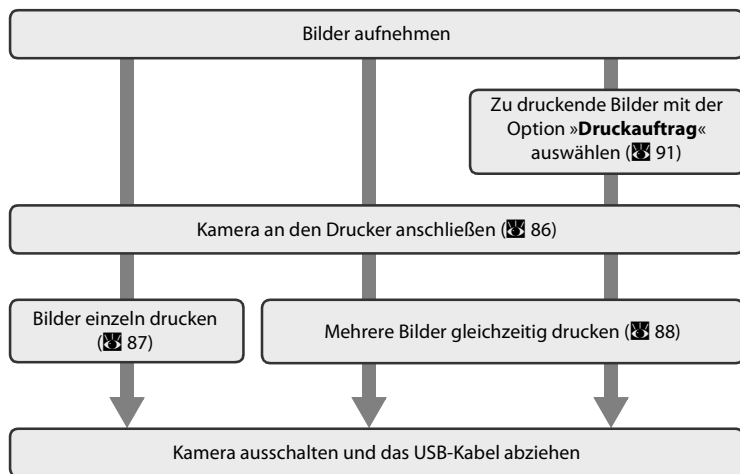 Bilder aufnehmen
Zu druckende Bilder mit der
Option »Druckauftrag«
auswählen (91)
Kamera an den Drucker anschließen (86)
Bilder einzeln drucken
(87)
Mehrere Bilder gleichzeitig drucken (88)
Kamera ausschalten und das USB-Kabel abziehen